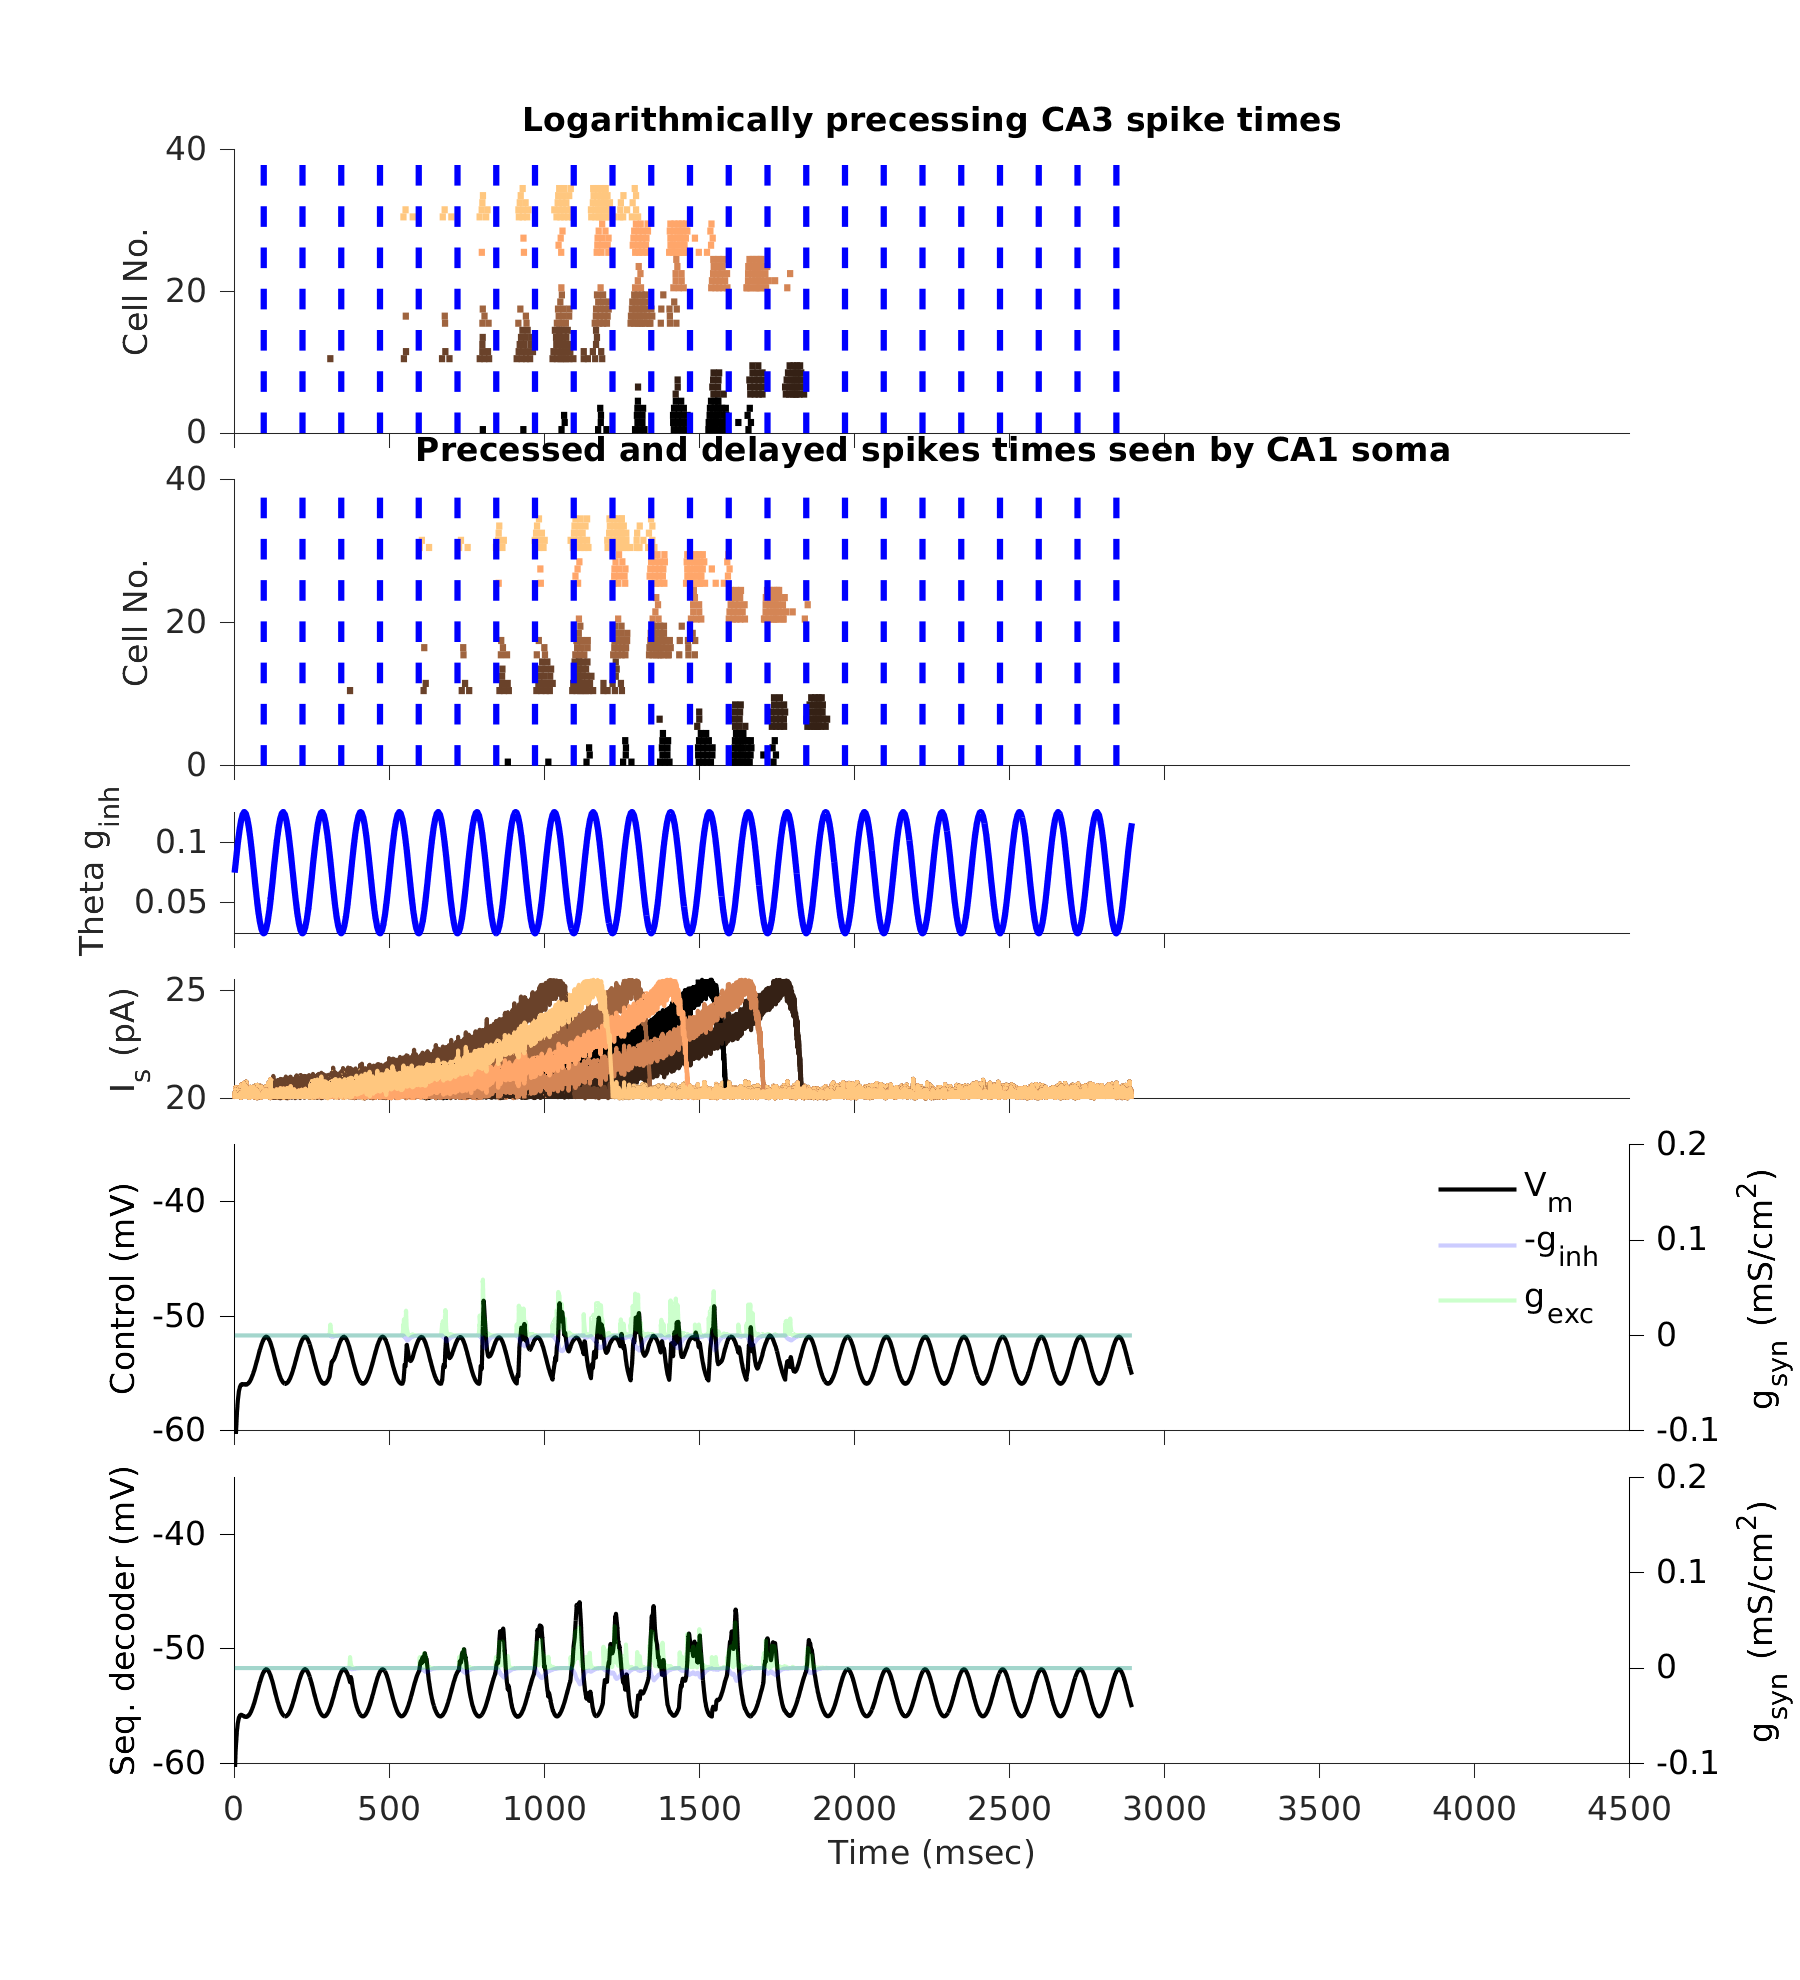 Logarithmically precessing CA3 spike times
40
20
0
Cell No.
Precessed and delayed spikes times seen by CA1 soma
40
20
0
Cell No.
0.1
0.05
Theta g_inh
25
20
I_s (pA)
-40
-50
-60
Control (mV)
V_m
-g_inh
g_exc
0.2
0.1
0
-0.1
g_syn (mS/cm^2)
-40
-50
-60
Seq. decoder (mV)
0.2
0.1
0
-0.1
g_syn (mS/cm^2)
0 500 1000 1500 2000 2500 3000 3500 4000 4500
Time (msec)